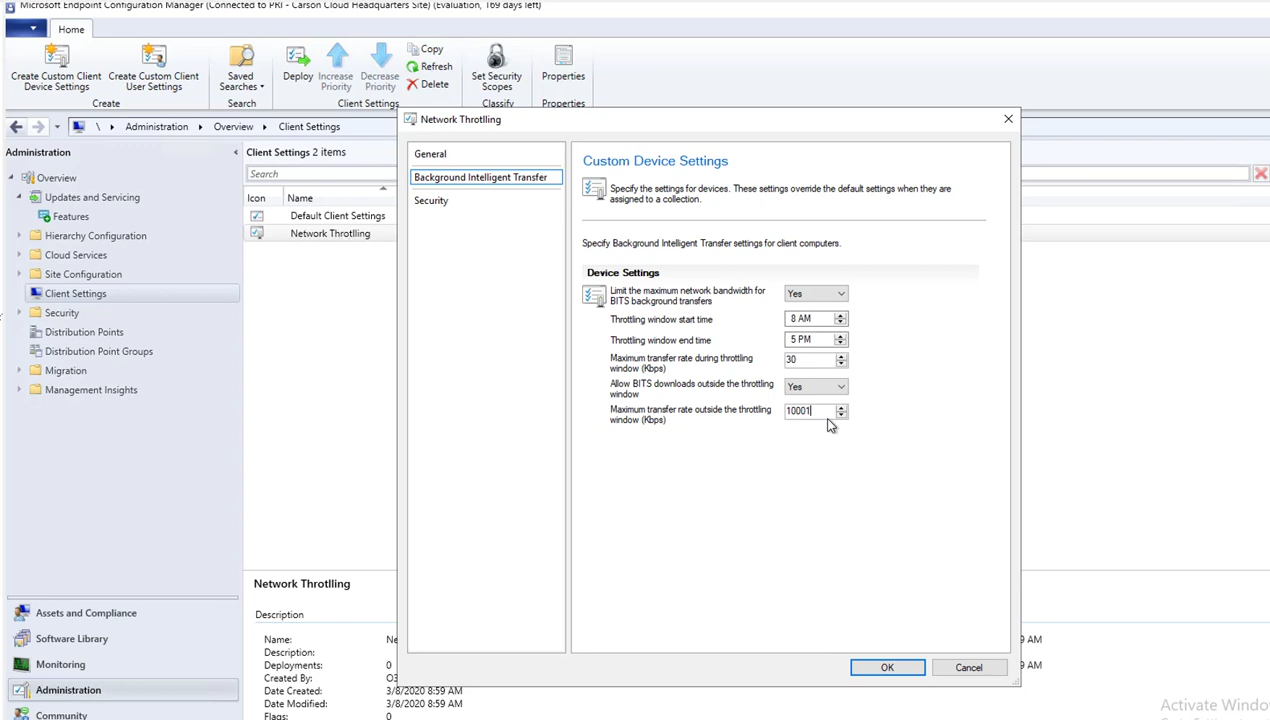 Microsoft Endpoint Configuration Manager (Connected to PRI - Carson Cloud Headquarters Site) (Evaluation, 169 days left)
Home
Create Custom Client Device Settings
Create Custom Client User Settings
Saved Searches
Deploy
Increase Priority
Decrease Priority
Copy
Refresh
Delete
Set Security Scopes
Properties
Create
Search
Client Settings
Classify
Properties
\ Administration Overview Client Settings
Administration
Overview
Updates and Servicing
Features
Hierarchy Configuration
Cloud Services
Site Configuration
Client Settings
Security
Distribution Points
Distribution Point Groups
Migration
Management Insights
Assets and Compliance
Software Library
Monitoring
Administration
Community
Client Settings 2 items
Search
Icon Name
Default Client Settings
Network Throtlling
Network Throtlling
Description
Name: Ne
Description:
Deployments: 0
Created By: O3
Date Created: 3/8/2020 8:59 AM
Date Modified: 3/8/2020 8:59 AM
Flags: 0
9 AM
9 AM
Network Throtlling
General
Background Intelligent Transfer
Security
Custom Device Settings
Specify the settings for devices. These settings override the default settings when they are
assigned to a collection.
Specify Background Intelligent Transfer settings for client computers.
Device Settings
Limit the maximum network bandwidth for
BITS background transfers
Yes
Throttling window start time 8 AM
Throttling window end time 5 PM
Maximum transfer rate during throttling
window (Kbps)
30
Allow BITS downloads outside the throttling
window
Yes
Maximum transfer rate outside the throttling
window (Kbps)
10001
OK Cancel
Activate Windo